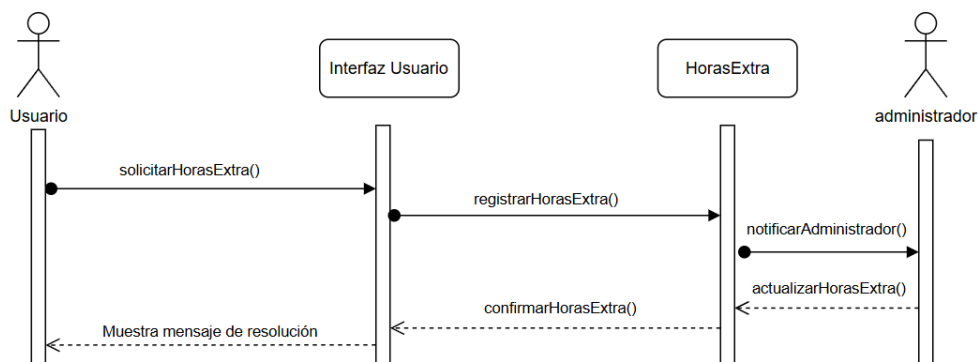 Interfaz Usuario
HorasExtra
Usuario
administrador
solicitarHorasExtra()
registrarHorasExtra()
notificarAdministrador()
actualizarHorasExtra()
confirmarHorasExtra()
Muestra mensaje de resolución